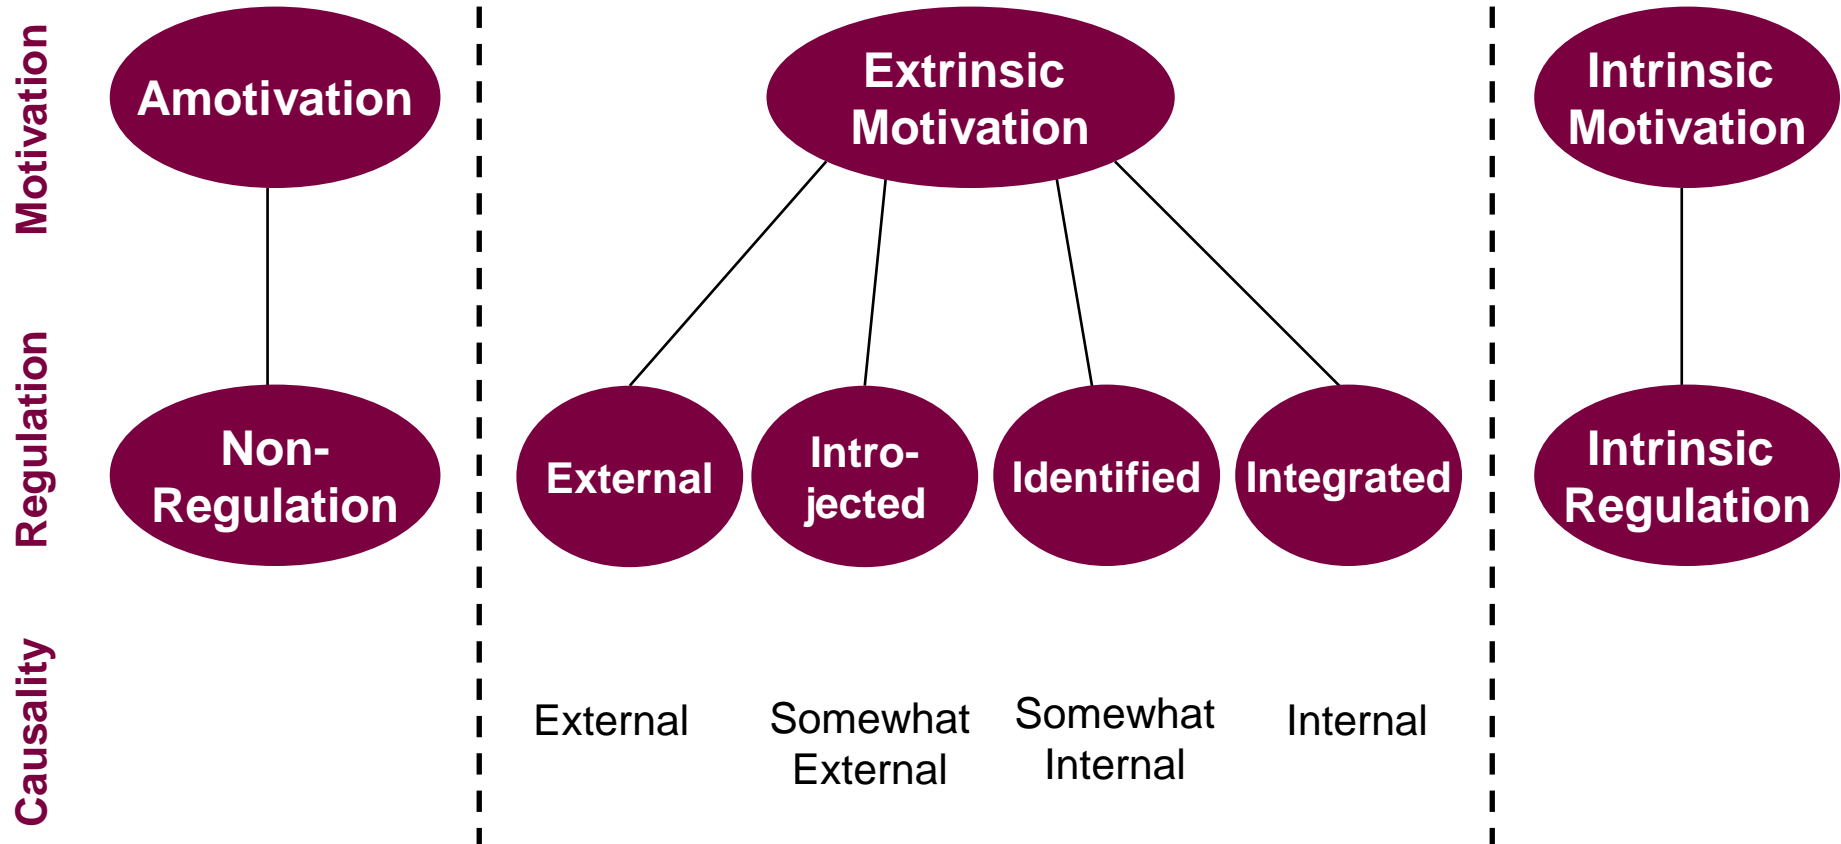 Motivation
Amotivation
Extrinsic
Motivation
Intrinsic
Motivation
Regulation
Non-
Regulation
External
Intro-
jected
Identified
Integrated
Intrinsic
Regulation
Causality
External
Somewhat
External
Somewhat
Internal
Internal